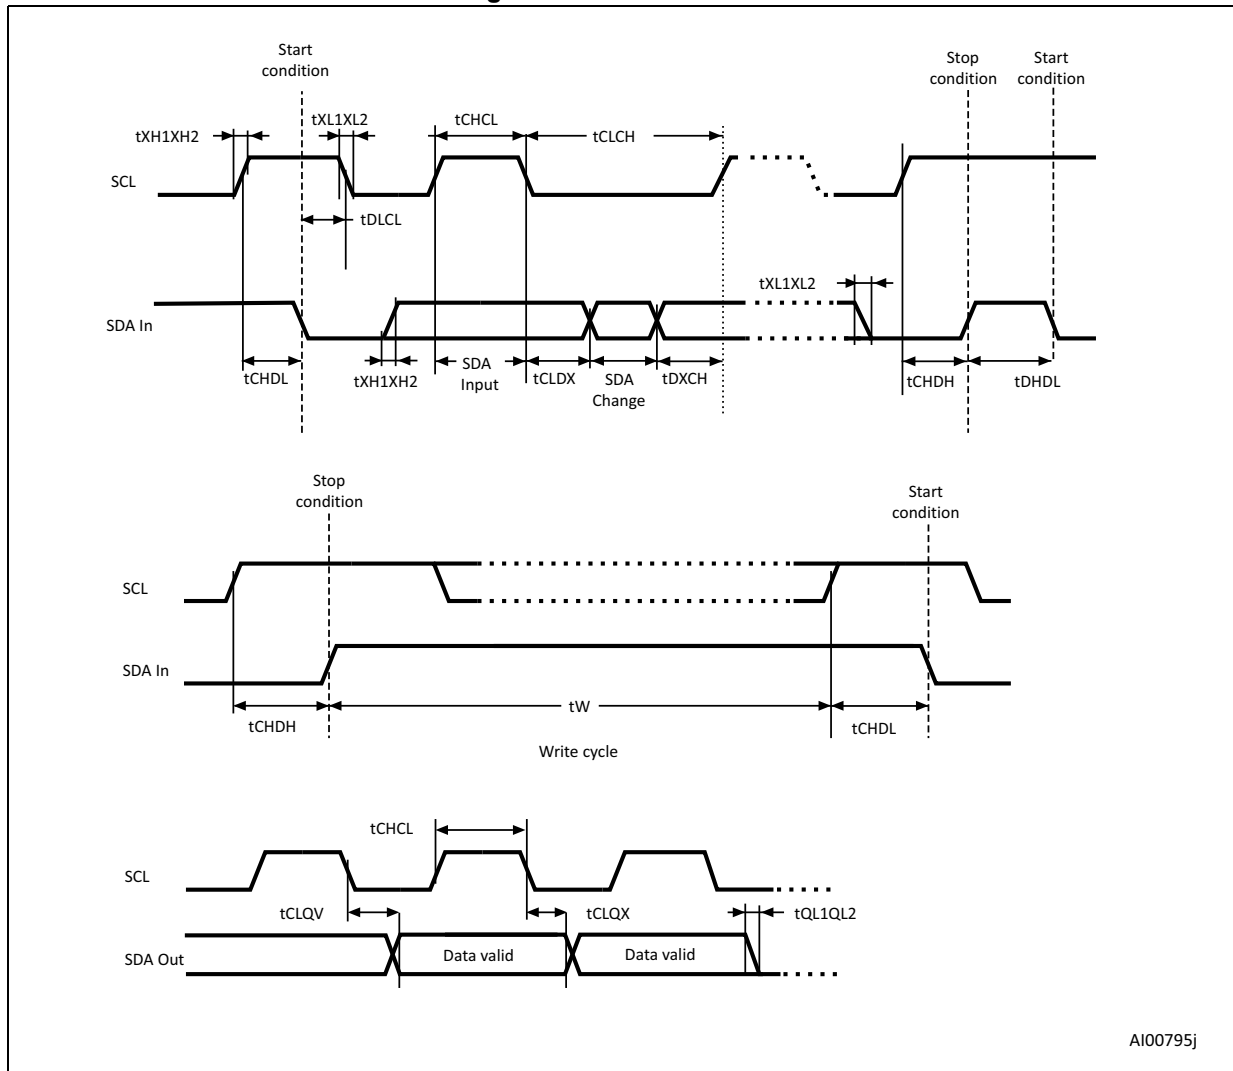 Start
condition
Stop
condition
Start
condition
tXH1XH2
tXL1XL2
tCHCL
tCLCH
SCL
tDLCL
tXL1XL2
SDA In
tCHDL
tXH1XH2
SDA
Input
tCLDX
SDA
Change
tDXCH
tCHDH
tDHDL
Stop
condition
Start
condition
SCL
SDA In
tCHDH
tW
tCHDL
Write cycle
tCHCL
SCL
tCLQV
tCLQX
tQL1QL2
SDA Out
Data valid
Data valid
AI00795j